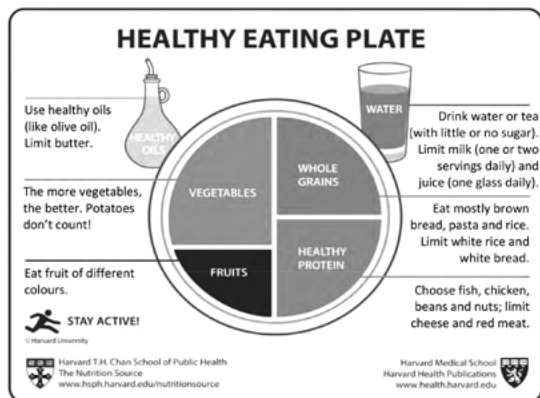 HEALTHY EATING PLATE
Use healthy oils
(like olive oil).
Limit butter.
HEALTHY
OILS
WATER
Drink water or tea
(with little or no sugar).
Limit milk (one or two
servings daily) and
juice (one glass daily).
The more vegetables,
the better. Potatoes
don't count!
VEGETABLES
WHOLE
GRAINS
Eat mostly brown
bread, pasta and rice.
Limit white rice and
white bread.
Eat fruit of different
colours.
FRUITS
HEALTHY
PROTEIN
Choose fish, chicken,
beans and nuts; limit
cheese and red meat.
STAY ACTIVE!
© Harvard University
Harvard T.H. Chan School of Public Health
The Nutrition Source
www.hsph.harvard.edu/nutritionsource
Harvard Medical School
Harvard Health Publications
www.health.harvard.edu